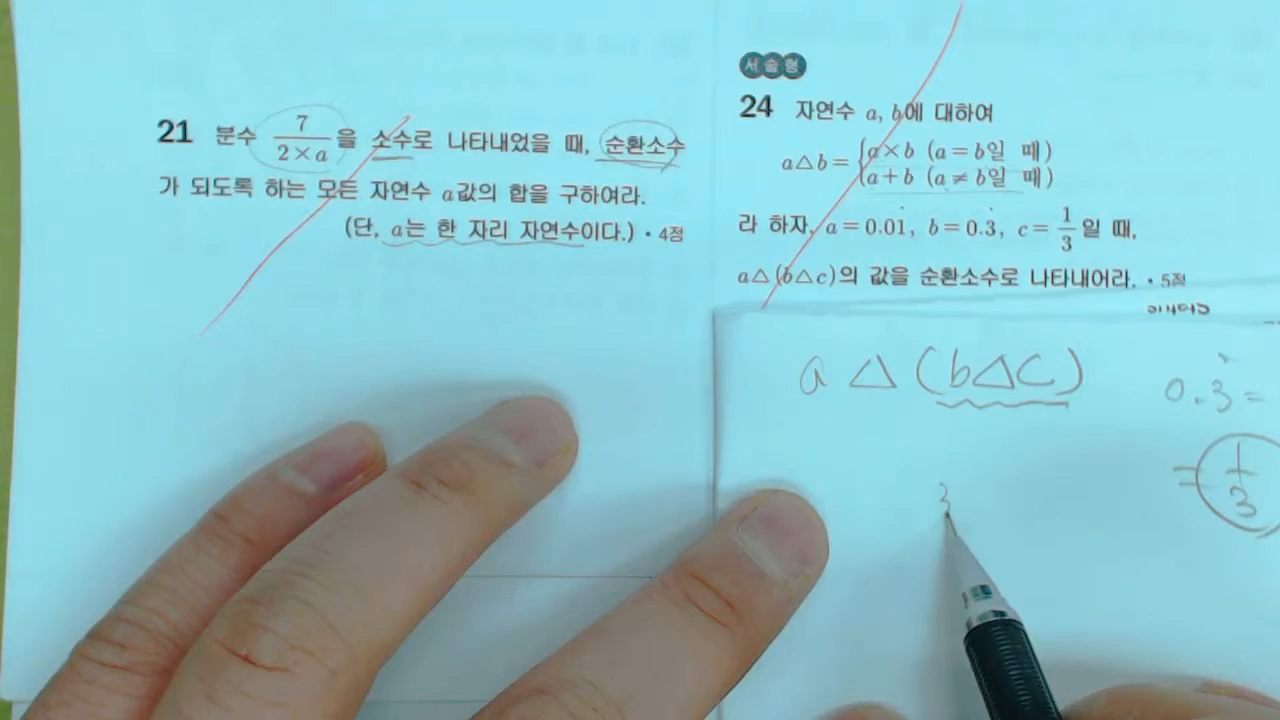 21 분수 7/(2×a)을 소수로 나타내었을 때, 순환소수
가 되도록 하는 모든 자연수 a값의 합을 구하여라.
(단, a는 한 자리 자연수이다.) • 4점
서술형
24 자연수 a, b에 대하여
a△b = { a×b (a=b일 때)
a+b (a≠b일 때)
라 하자, a=0.01̇, b=0.3̇, c=1/3일 때,
a△(b△c)의 값을 순환소수로 나타내어라. • 5점
a △ (b△c)
0.3̇ =
= 1/3
3